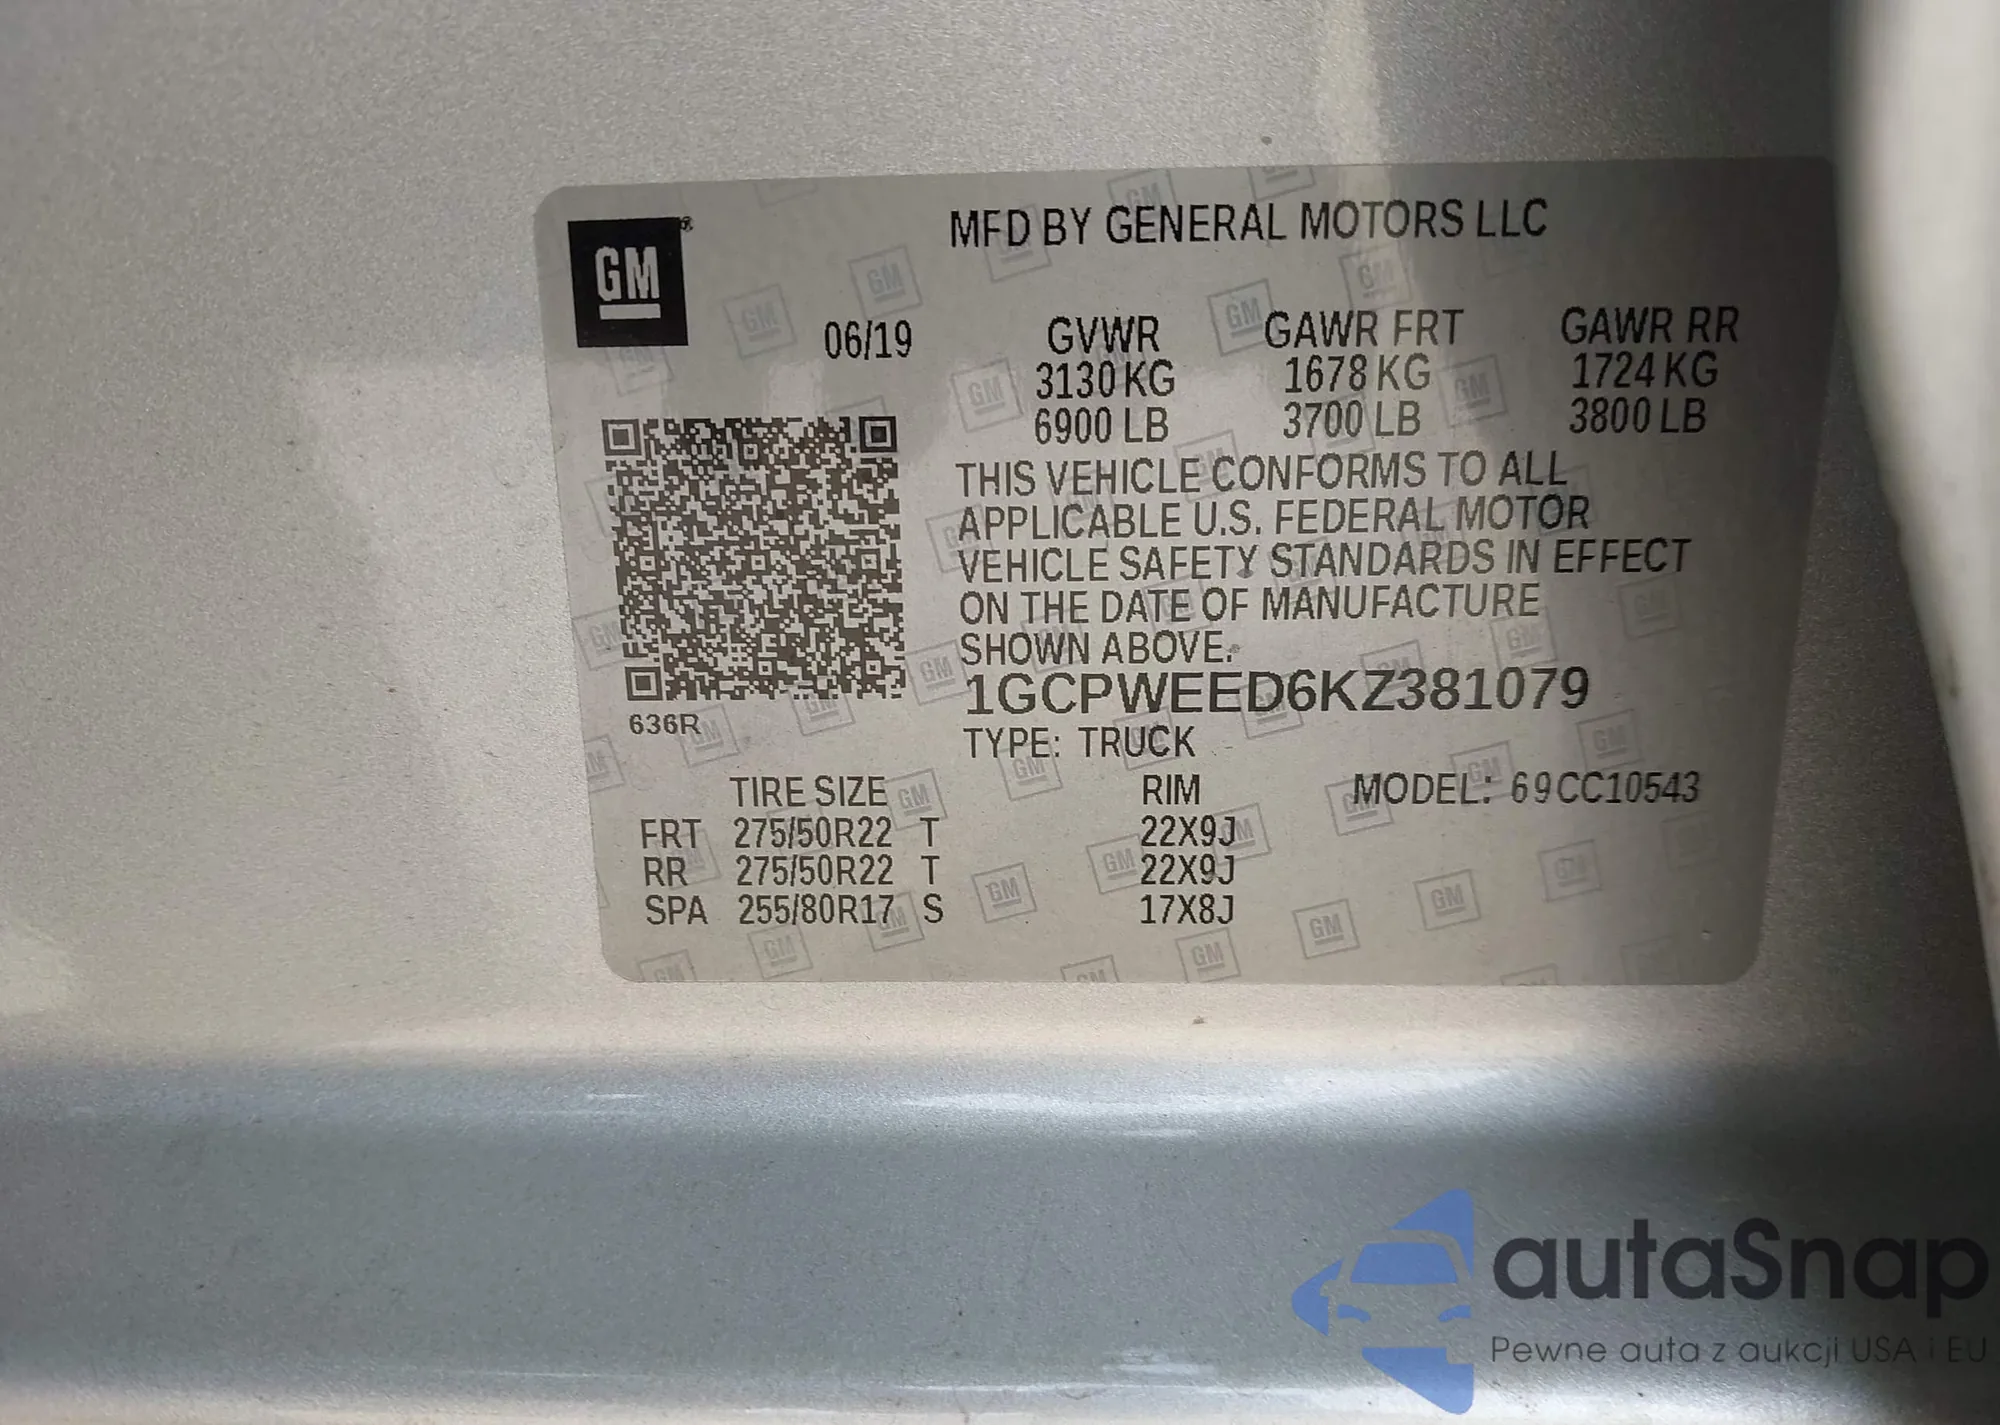 GM ®
MFD BY GENERAL MOTORS LLC
06/19 GVWR GAWR FRT GAWR RR
3130 KG 1678 KG 1724 KG
6900 LB 3700 LB 3800 LB
THIS VEHICLE CONFORMS TO ALL
APPLICABLE U.S. FEDERAL MOTOR
VEHICLE SAFETY STANDARDS IN EFFECT
ON THE DATE OF MANUFACTURE
SHOWN ABOVE.
1GCPWEED6KZ381079
636R
TYPE: TRUCK
TIRE SIZE RIM MODEL: 69CC10543
FRT 275/50R22 T 22X9J
RR 275/50R22 T 22X9J
SPA 255/80R17 S 17X8J
autaSnap
Pewne auta z aukcji USA i EU